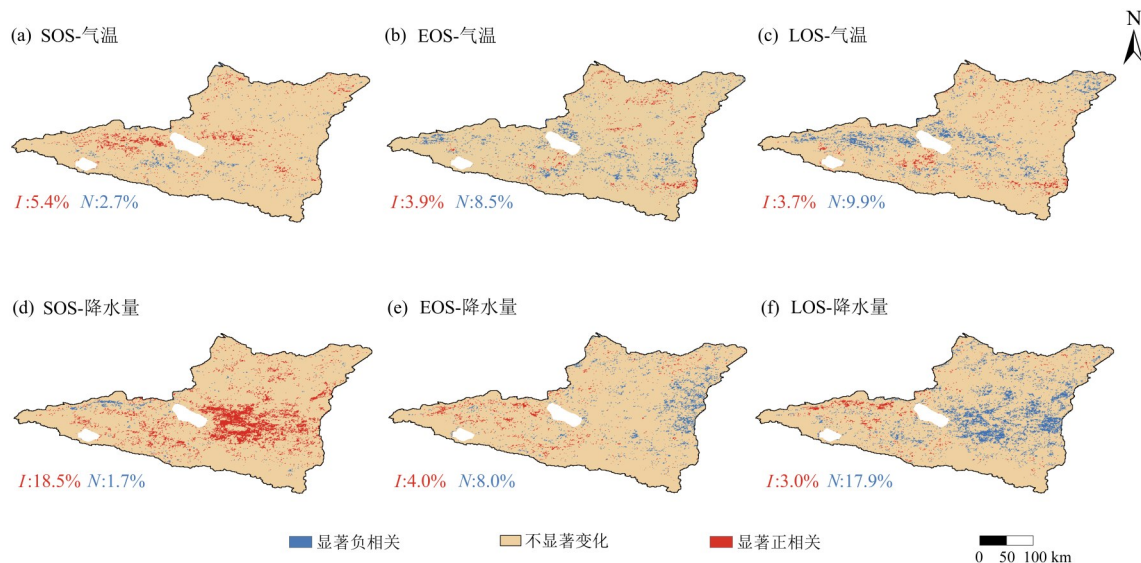 N
(a) SOS-气温
(b) EOS-气温
(c) LOS-气温
I:5.4% N:2.7%
I:3.9% N:8.5%
I:3.7% N:9.9%
(d) SOS-降水量
(e) EOS-降水量
(f) LOS-降水量
I:18.5% N:1.7%
I:4.0% N:8.0%
I:3.0% N:17.9%
显著负相关
不显著变化
显著正相关
0 50 100 km